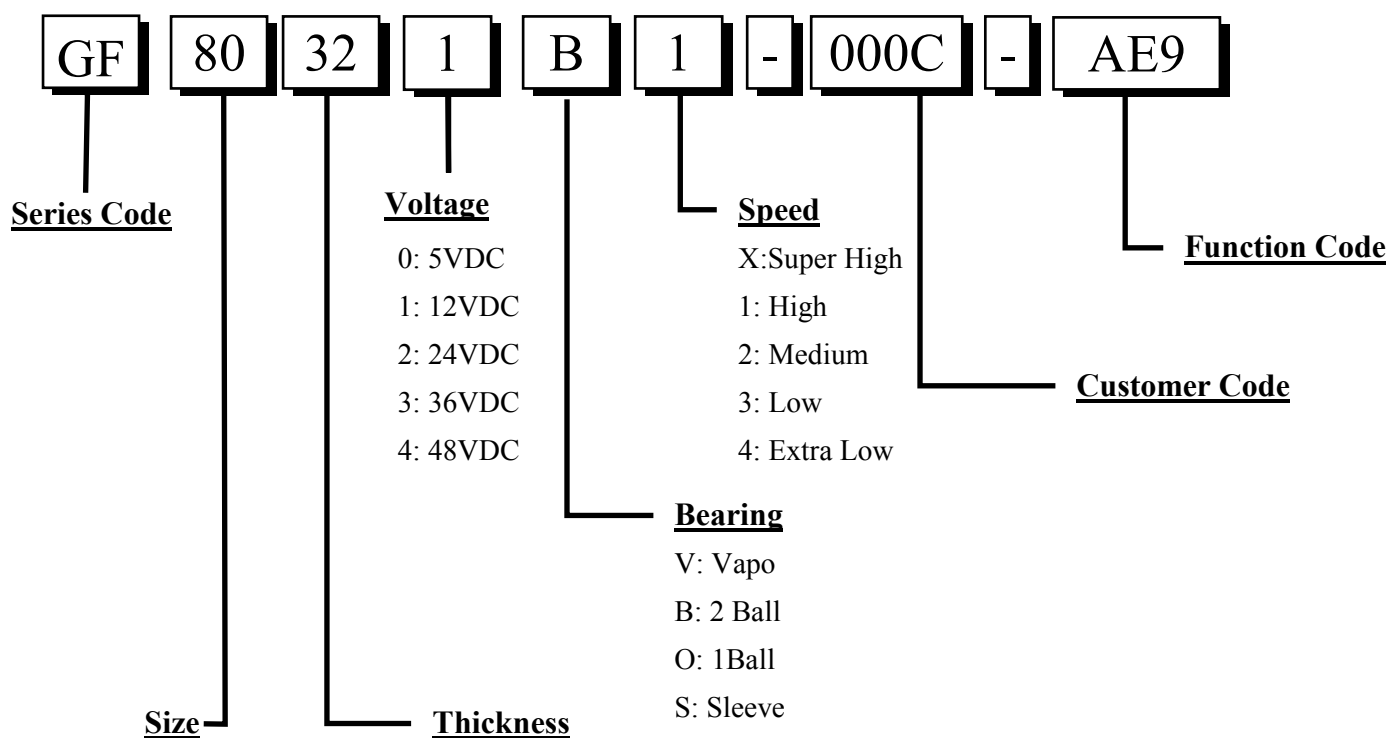 GF 80 32 1 B 1 - 000C - AE9
Series Code
Voltage
0: 5VDC
1: 12VDC
2: 24VDC
3: 36VDC
4: 48VDC
Speed
X:Super High
1: High
2: Medium
3: Low
4: Extra Low
Function Code
Customer Code
Bearing
V: Vapo
B: 2 Ball
O: 1Ball
S: Sleeve
Size
Thickness